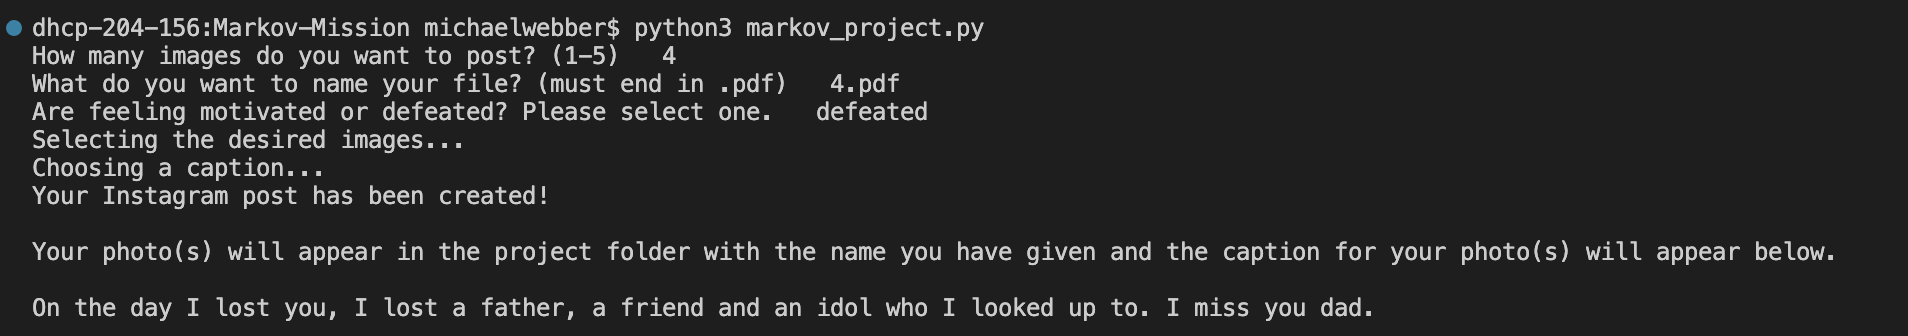 dhcp-204-156:Markov-Mission michaelwebber$ python3 markov_project.py
How many images do you want to post? (1-5)   4
What do you want to name your file? (must end in .pdf)   4.pdf
Are feeling motivated or defeated? Please select one.   defeated
Selecting the desired images...
Choosing a caption...
Your Instagram post has been created!
Your photo(s) will appear in the project folder with the name you have given and the caption for your photo(s) will appear below.
On the day I lost you, I lost a father, a friend and an idol who I looked up to. I miss you dad.